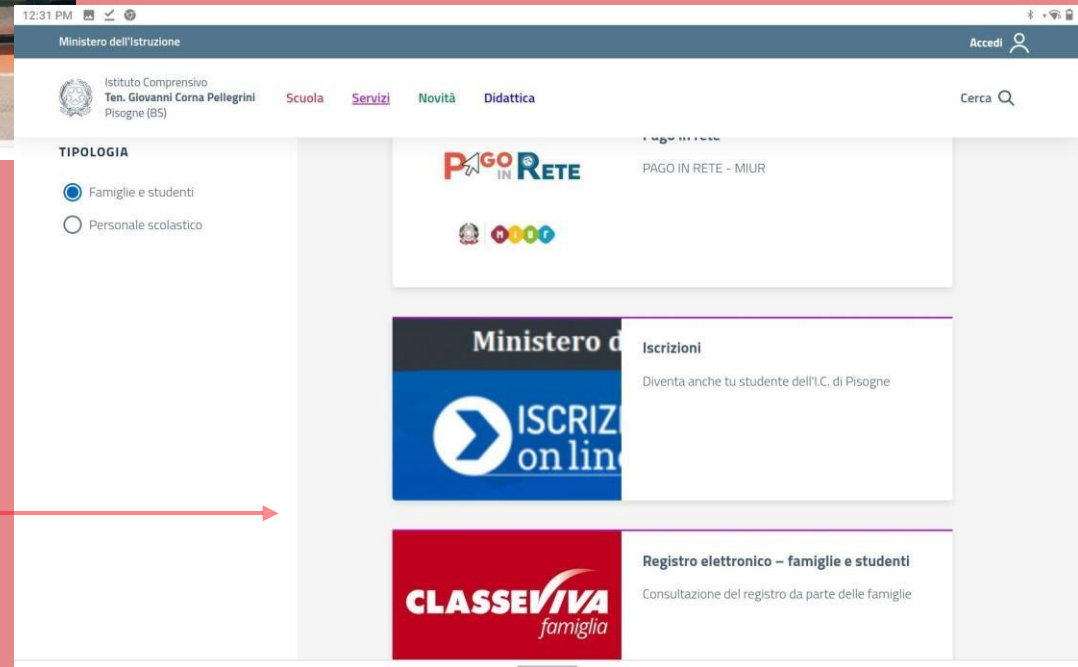 12:31 PM
Ministero dell'Istruzione
Accedi
Istituto Comprensivo
Ten. Giovanni Corna Pellegrini
Pisogne (BS)
Scuola Servizi Novità Didattica
Cerca
TIPOLOGIA
Famiglie e studenti
Personale scolastico
Pago in rete
PAGO IN RETE
PAGO IN RETE - MIUR
MIUR
Ministero d
ISCRIZI
on lin
Iscrizioni
Diventa anche tu studente dell'I.C. di Pisogne
CLASSEVIVA
famiglia
Registro elettronico – famiglie e studenti
Consultazione del registro da parte delle famiglie